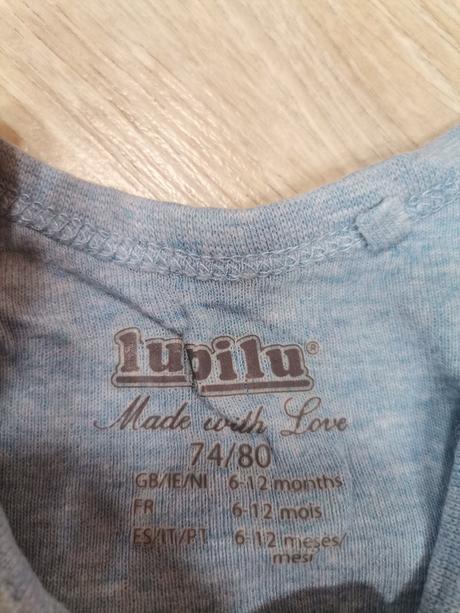 lupilu®
Made with Love
74/80
GB/IE/NI 6-12 months
FR 6-12 mois
ES/IT/PT 6-12 meses/
mesi